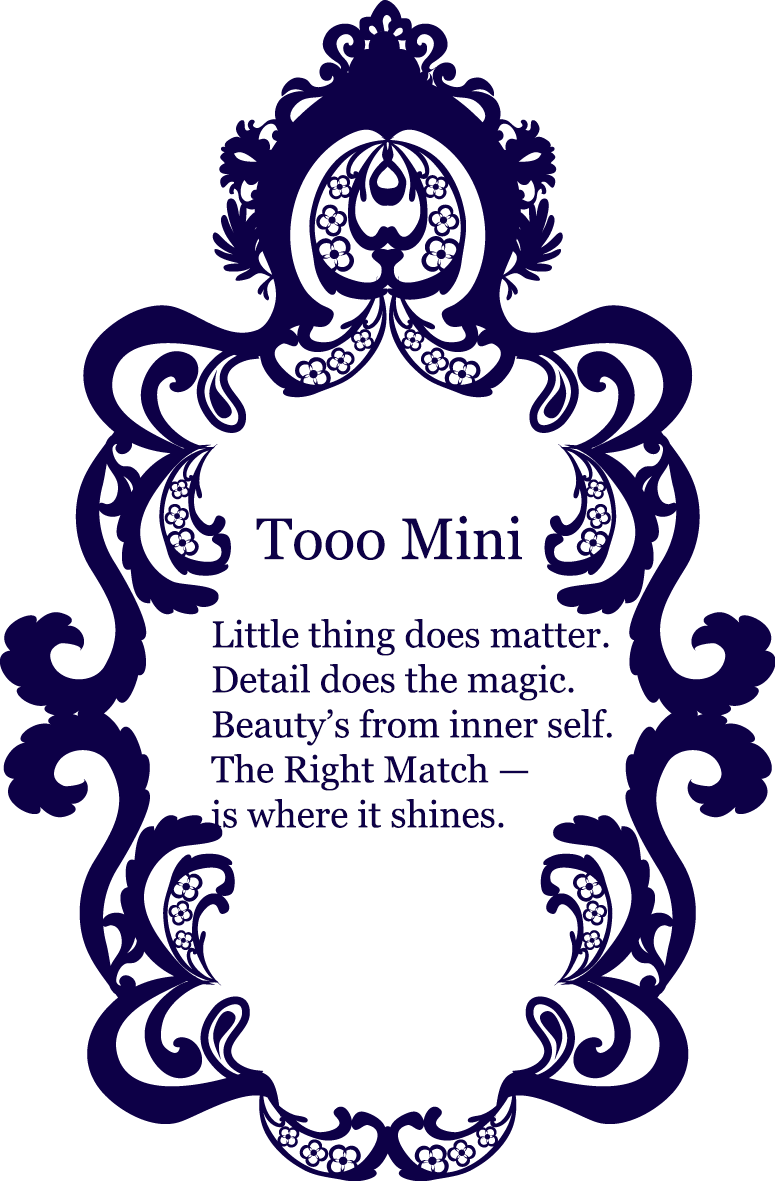 Tooo Mini
Little thing does matter.
Detail does the magic.
Beauty’s from inner self.
The Right Match —
is where it shines.